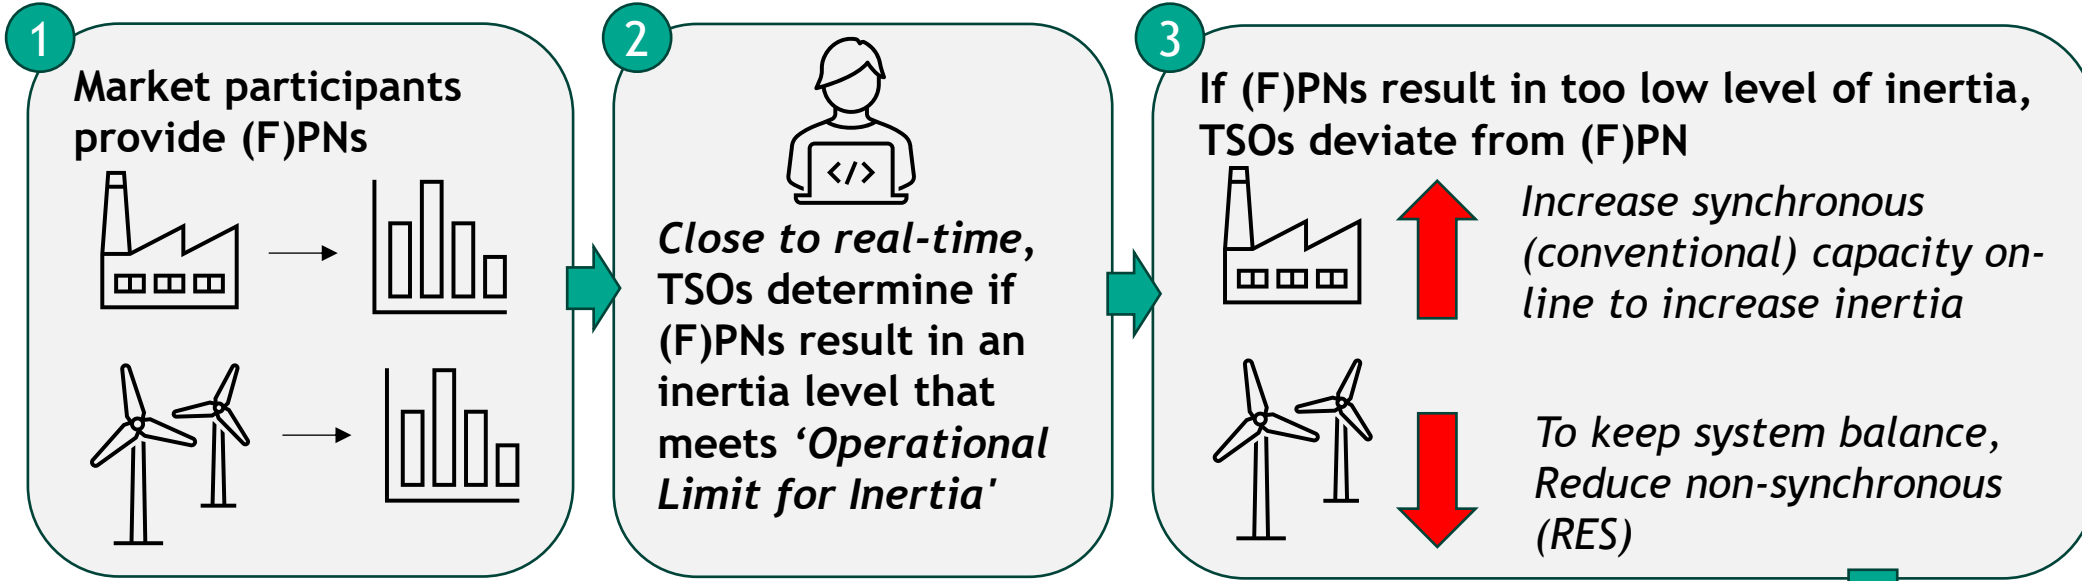 1
Market participants
provide (F)PNs
2
</>
Close to real-time,
TSOs determine if
(F)PNs result in an
inertia level that
meets ‘Operational
Limit for Inertia'
3
If (F)PNs result in too low level of inertia,
TSOs deviate from (F)PN
Increase synchronous
(conventional) capacity on-
line to increase inertia
To keep system balance,
Reduce non-synchronous
(RES)